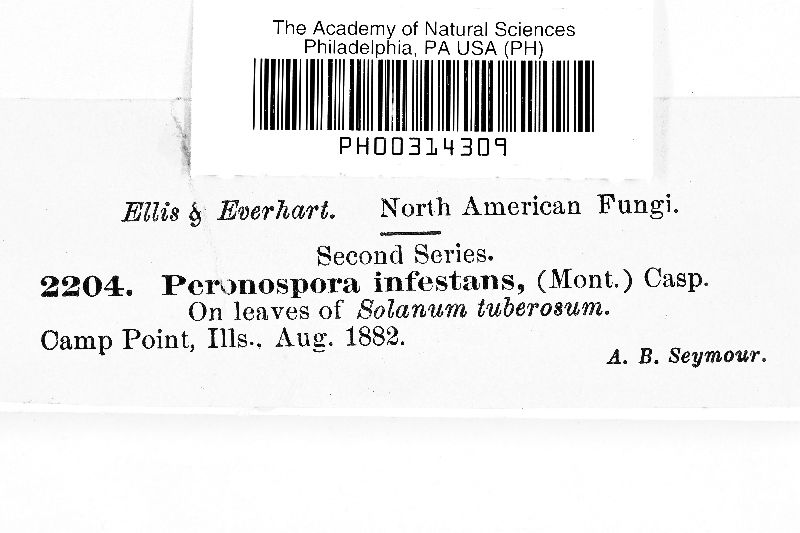 The Academy of Natural Sciences
Philadelphia, PA USA (PH)
PH00314309
Ellis & Everhart. North American Fungi.
Second Series.
2204. Peronospora infestans, (Mont.) Casp.
On leaves of Solanum tuberosum.
Camp Point, Ills., Aug. 1882.
A. B. Seymour.